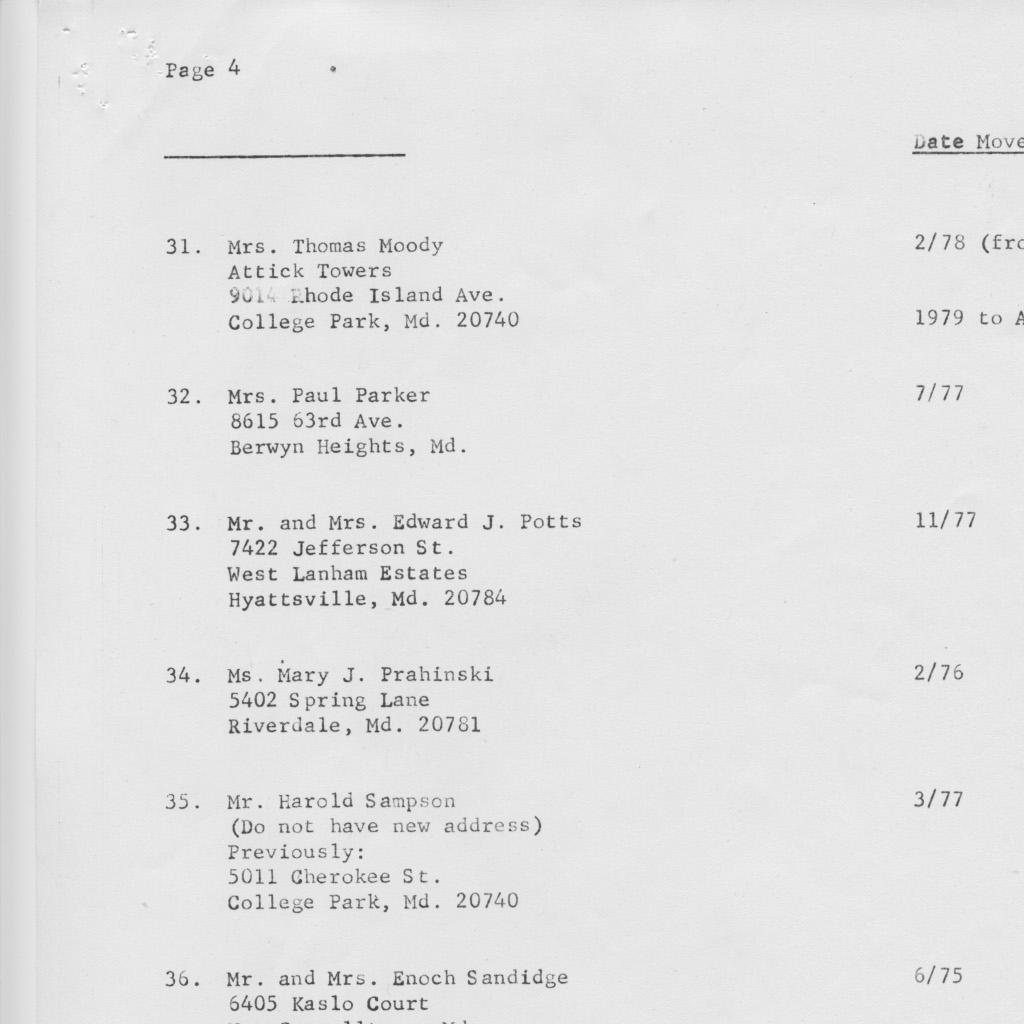 Page 4
Date Move
31. Mrs. Thomas Moody 2/78 (fro
Attick Towers
9014 Rhode Island Ave.
College Park, Md. 20740 1979 to A
32. Mrs. Paul Parker 7/77
8615 63rd Ave.
Berwyn Heights, Md.
33. Mr. and Mrs. Edward J. Potts 11/77
7422 Jefferson St.
West Lanham Estates
Hyattsville, Md. 20784
34. Ms. Mary J. Prahinski 2/76
5402 Spring Lane
Riverdale, Md. 20781
35. Mr. Harold Sampson 3/77
(Do not have new address)
Previously:
5011 Cherokee St.
College Park, Md. 20740
36. Mr. and Mrs. Enoch Sandidge 6/75
6405 Kaslo Court